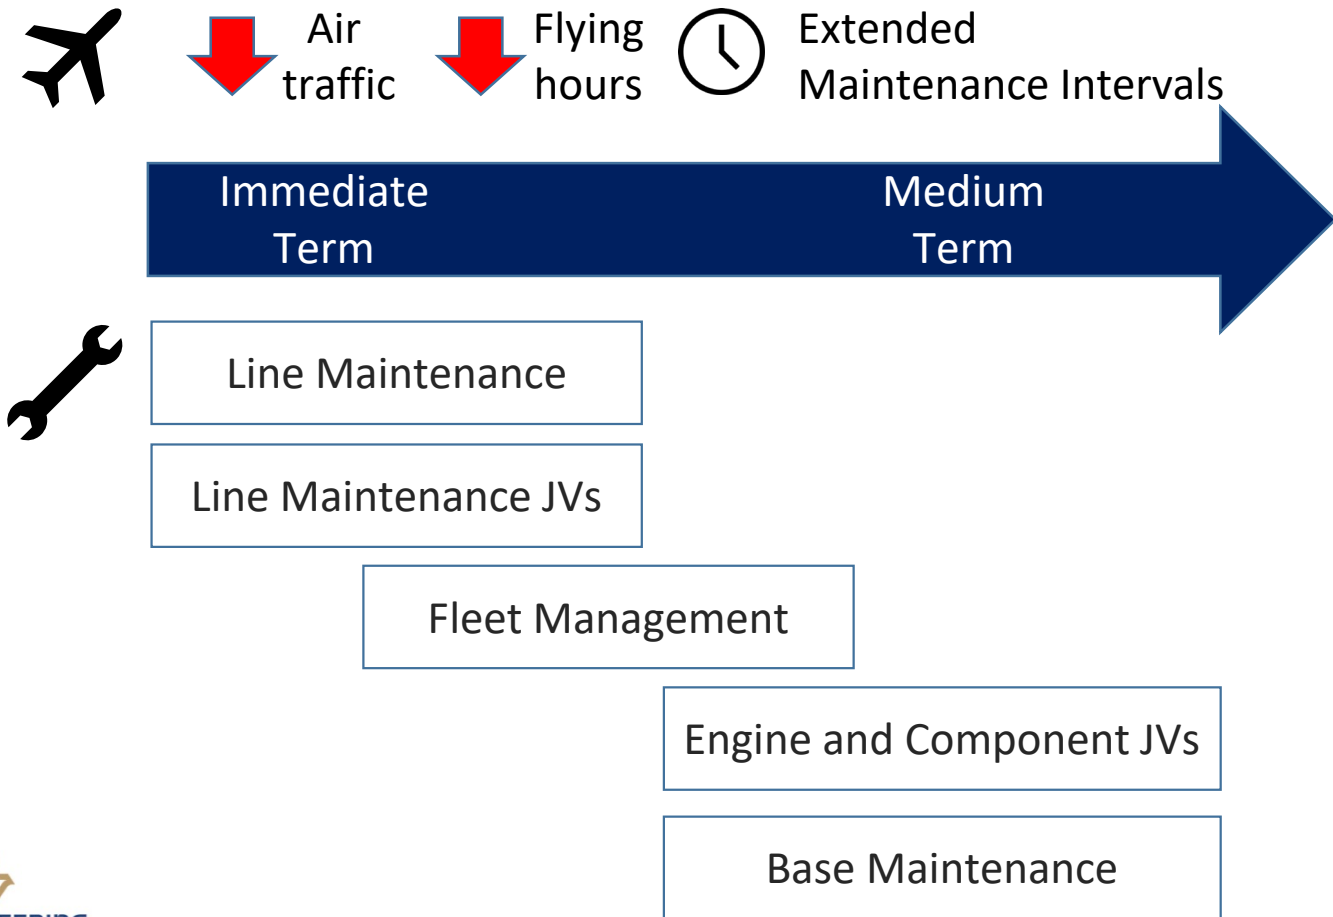 Air
traffic
Flying
hours
Extended
Maintenance Intervals
Immediate
Term
Medium
Term
Line Maintenance
Line Maintenance JVs
Fleet Management
Engine and Component JVs
Base Maintenance